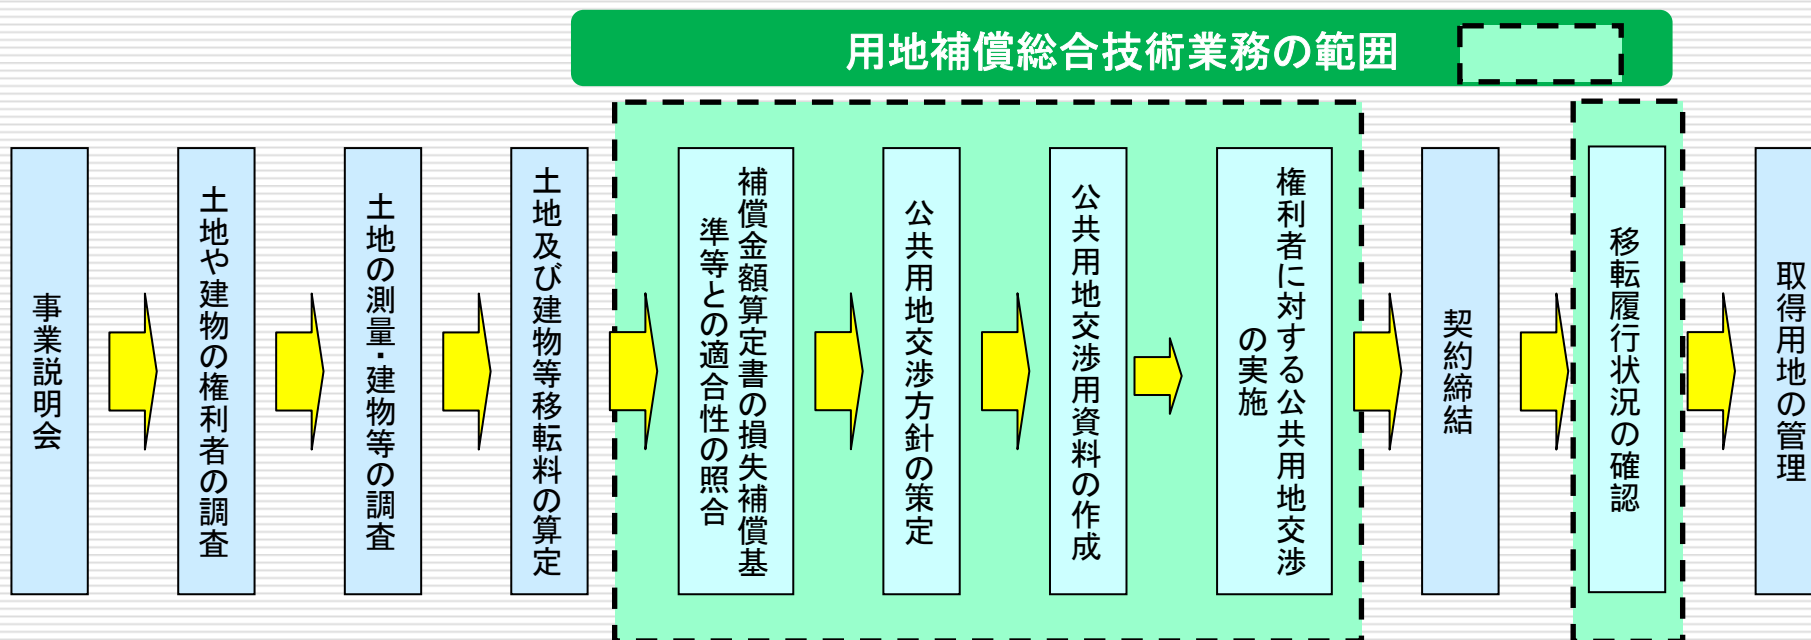 用地補償総合技術業務の範囲
事業説明会
土地や建物の権利者の調査
土地の測量・建物等の調査
土地及び建物等移転料の算定
補償金額算定書の損失補償基
準等との適合性の照合
公共用地交渉方針の策定
公共用地交渉用資料の作成
権利者に対する公共用地交渉
の実施
契約締結
移転履行状況の確認
取得用地の管理